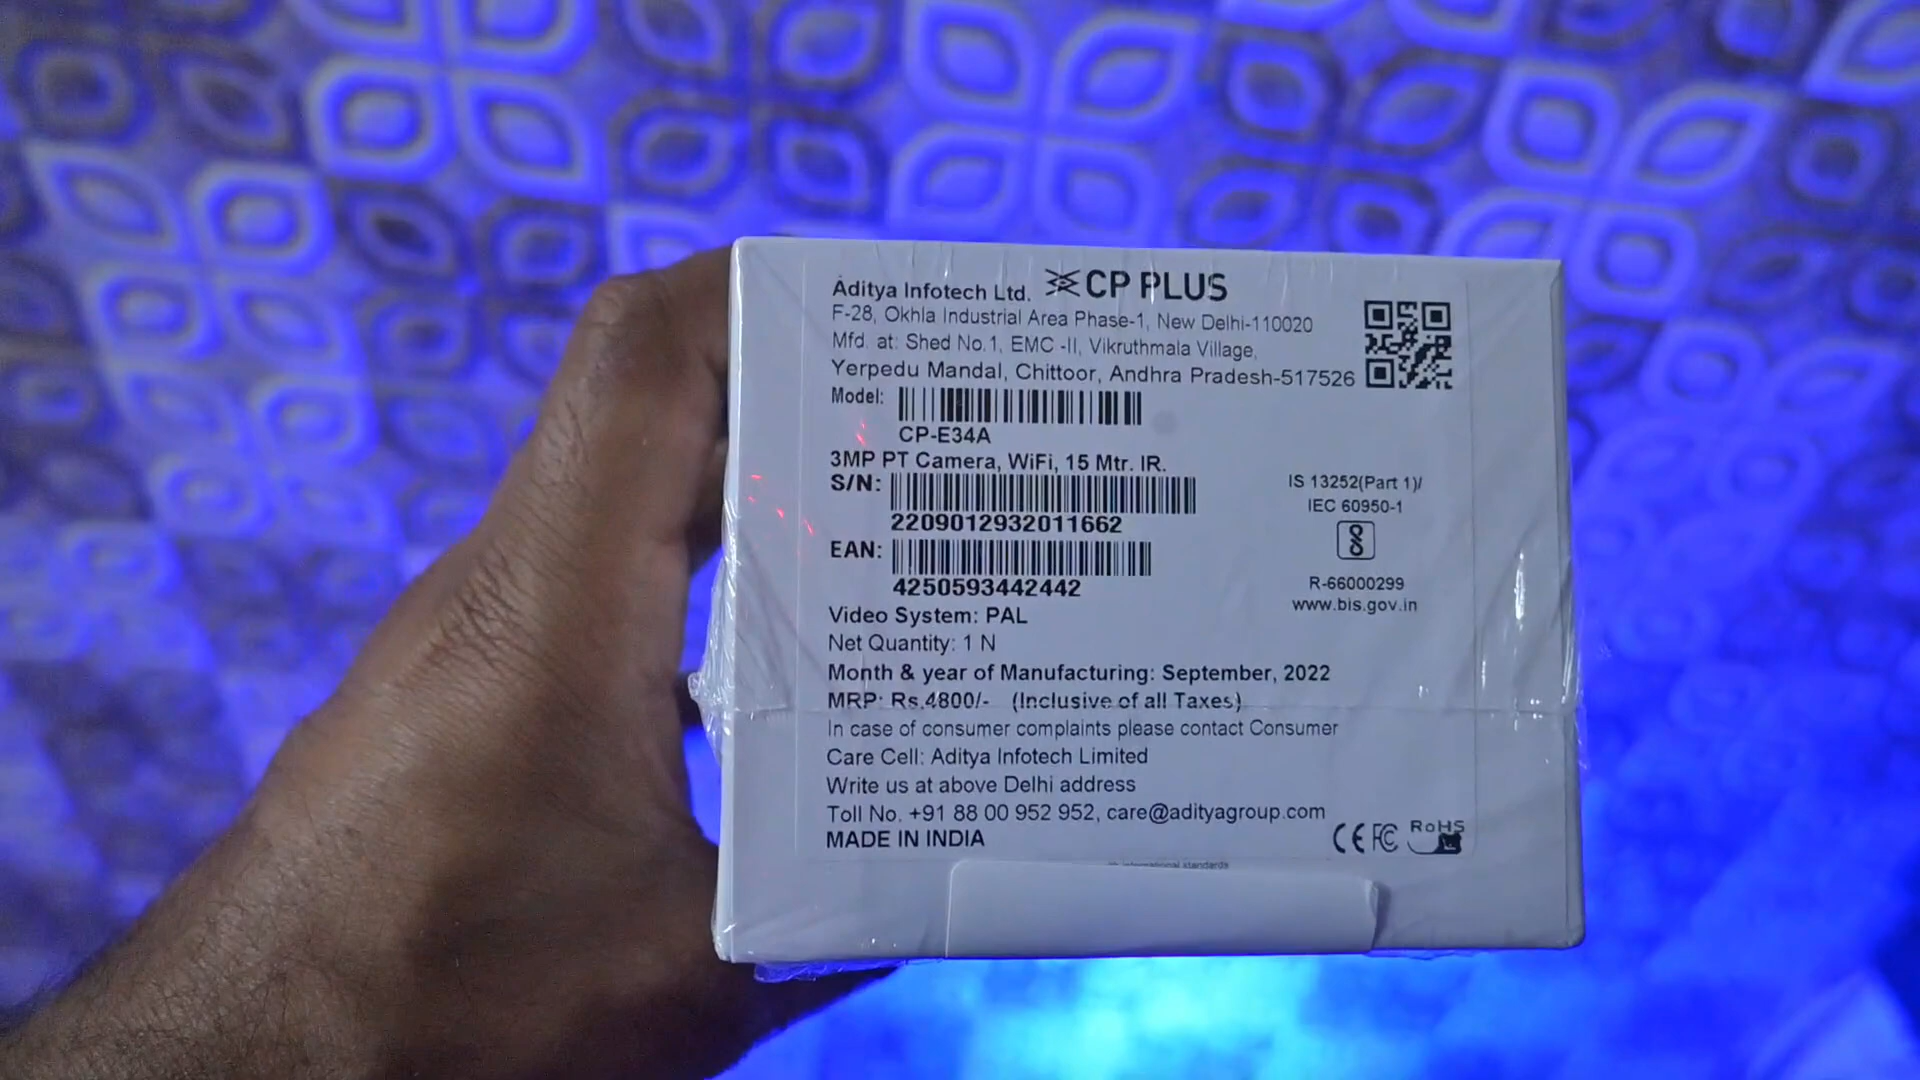 Aditya Infotech Ltd. CP PLUS
F-28, Okhla Industrial Area Phase-1, New Delhi-110020
Mfd. at: Shed No.1, EMC -II, Vikruthmala Village,
Yerpedu Mandal, Chittoor, Andhra Pradesh-517526
Model:
CP-E34A
3MP PT Camera, WiFi, 15 Mtr. IR.
S/N:
2209012932011662
EAN:
4250593442442
IS 13252(Part 1)/
IEC 60950-1
R-66000299
www.bis.gov.in
Video System: PAL
Net Quantity: 1 N
Month & year of Manufacturing: September, 2022
MRP: Rs.4800/- (Inclusive of all Taxes)
In case of consumer complaints please contact Consumer
Care Cell: Aditya Infotech Limited
Write us at above Delhi address
Toll No. +91 88 00 952 952, care@adityagroup.com
MADE IN INDIA
CE FC RoHS
international standards